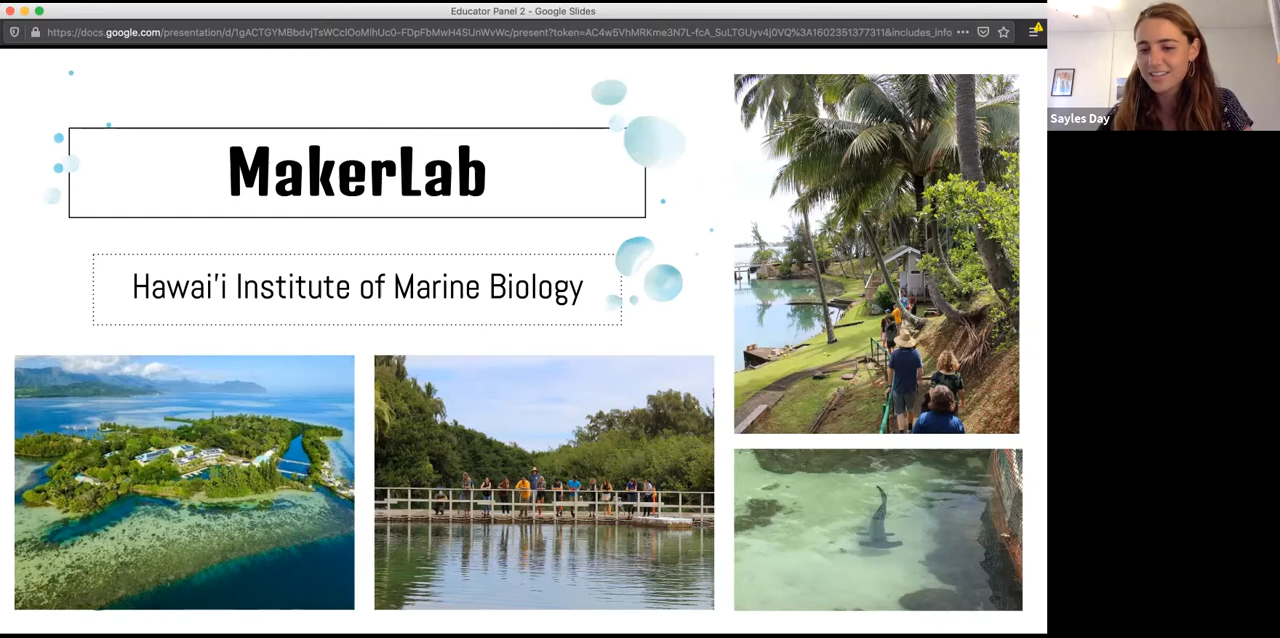 Educator Panel 2 - Google Slides
https://docs.google.com/presentation/d/1gACTGYMBbdvjTsWCclOoMlhUc0-FDpFbMwH4SUnWvWc/present?token=AC4w5VhMRKme3N7L-fcA_SuLTGUyv4j0VQ%3A1602351377311&includes_info
MakerLab
Hawai'i Institute of Marine Biology
Sayles Day